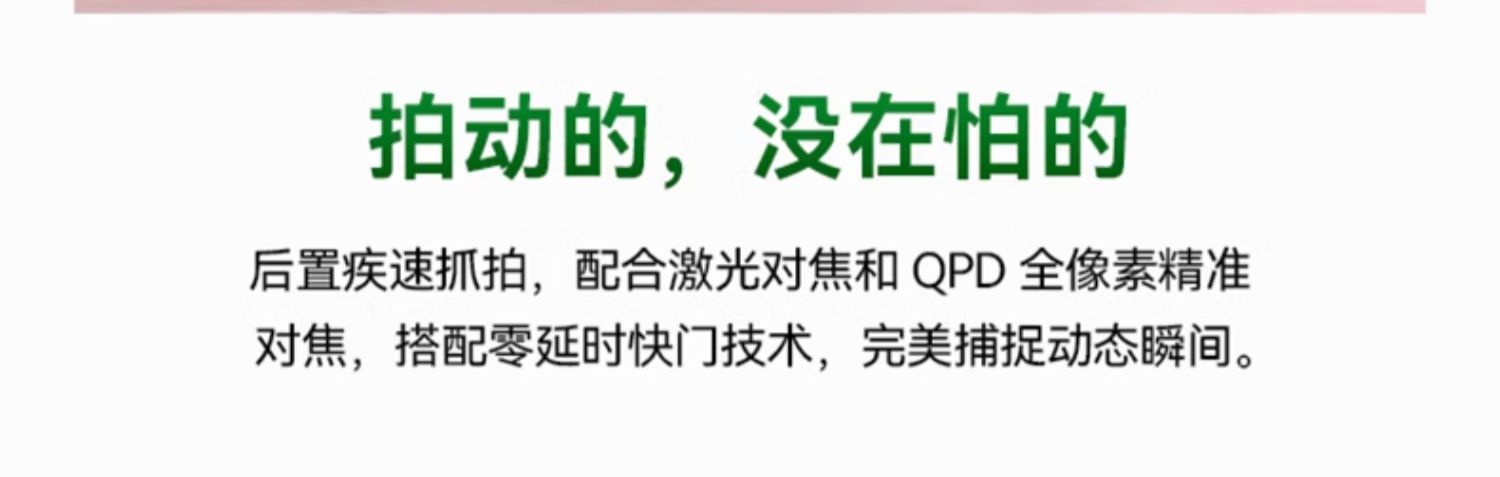 拍动的，没在怕的
后置疾速抓拍，配合激光对焦和 QPD 全像素精准
对焦，搭配零延时快门技术，完美捕捉动态瞬间。